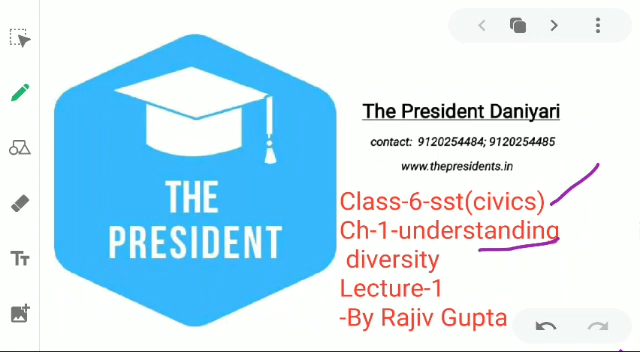 The President Daniyari
contact: 9120254484; 9120254485
www.thepresidents.in
THE
PRESIDENT
Class-6-sst(civics)
Ch-1-understanding
diversity
Lecture-1
-By Rajiv Gupta
Tт